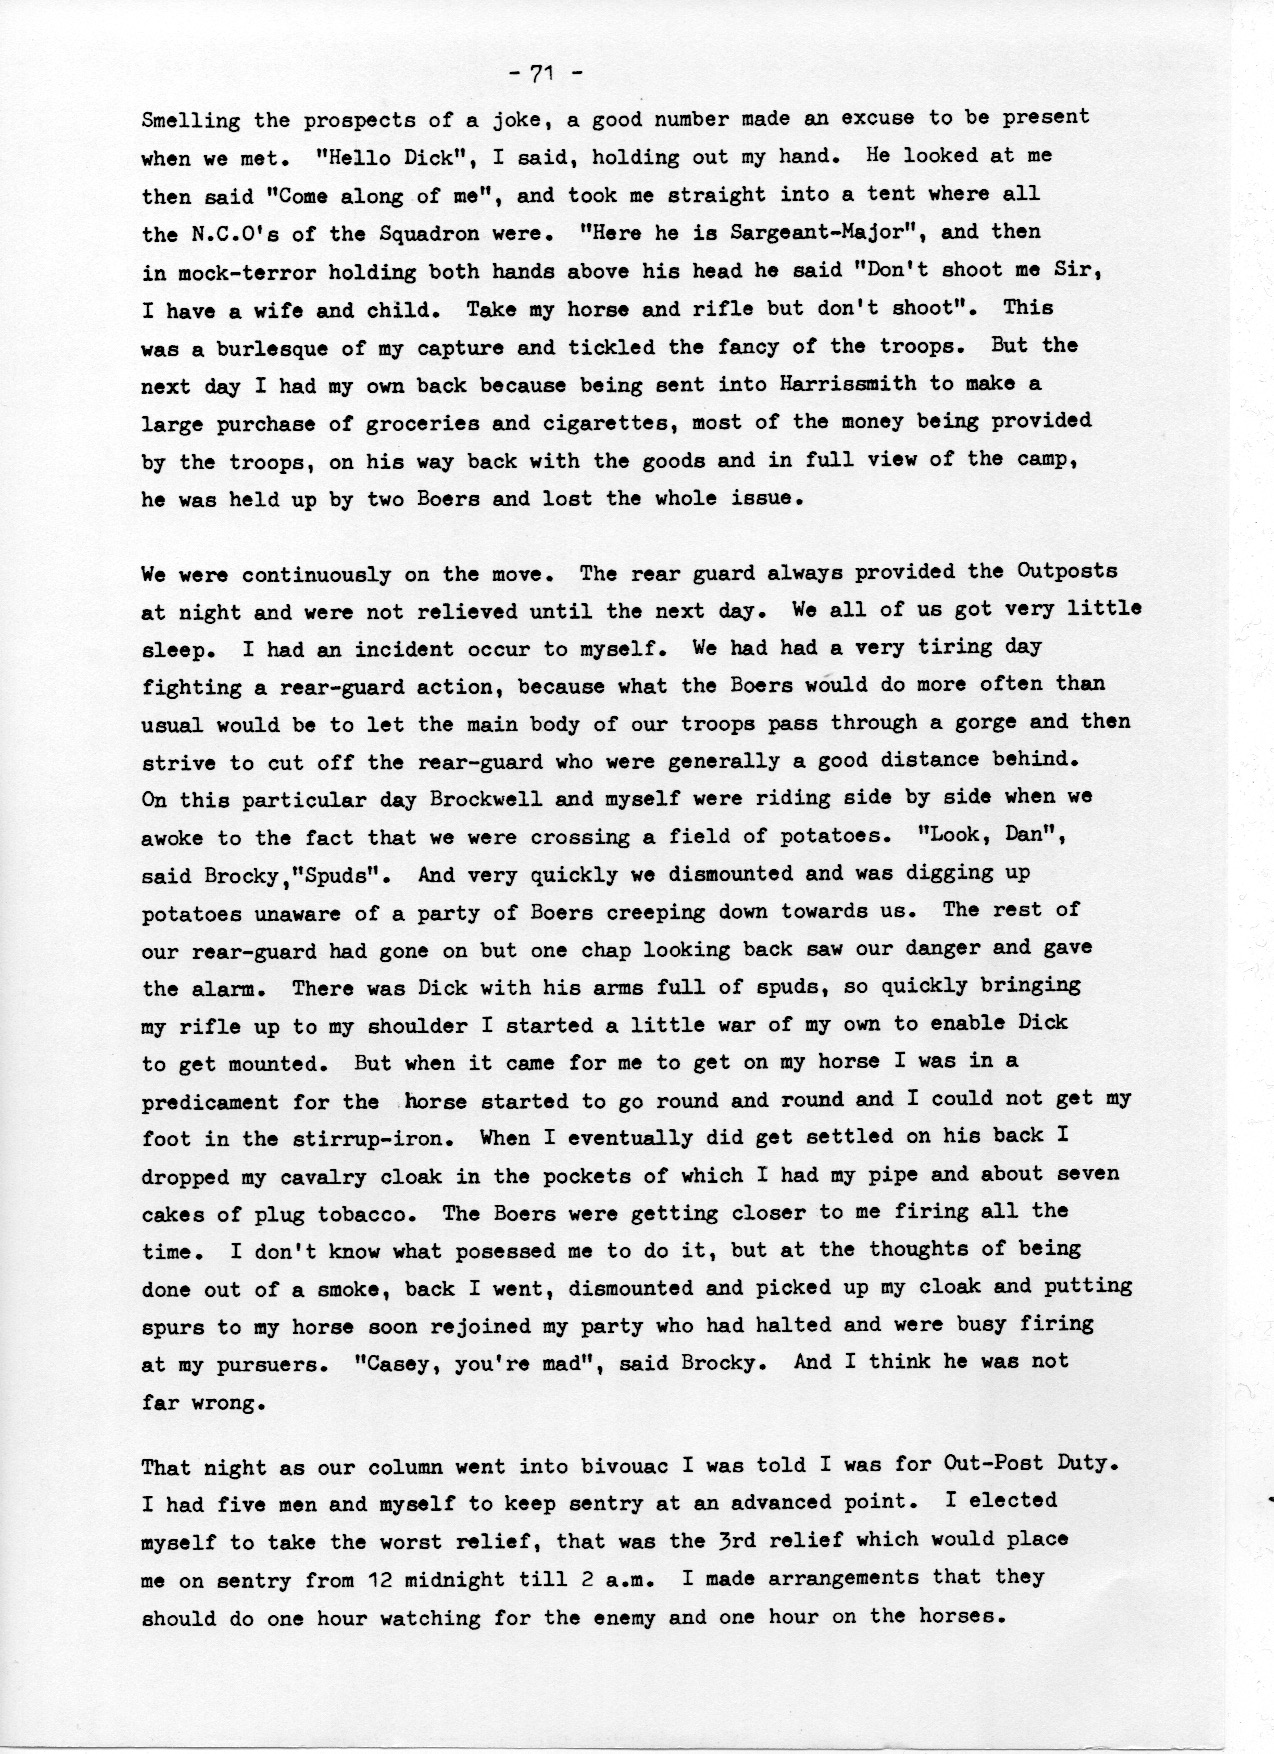 - 71 -
Smelling the prospects of a joke, a good number made an excuse to be present
when we met.  "Hello Dick", I said, holding out my hand.  He looked at me
then said "Come along of me", and took me straight into a tent where all
the N.C.O's of the Squadron were.  "Here he is Sargeant-Major", and then
in mock-terror holding both hands above his head he said "Don't shoot me Sir,
I have a wife and child.  Take my horse and rifle but don't shoot".  This
was a burlesque of my capture and tickled the fancy of the troops.  But the
next day I had my own back because being sent into Harrissmith to make a
large purchase of groceries and cigarettes, most of the money being provided
by the troops, on his way back with the goods and in full view of the camp,
he was held up by two Boers and lost the whole issue.

We were continuously on the move.  The rear guard always provided the Outposts
at night and were not relieved until the next day.  We all of us got very little
sleep.  I had an incident occur to myself.  We had had a very tiring day
fighting a rear-guard action, because what the Boers would do more often than
usual would be to let the main body of our troops pass through a gorge and then
strive to cut off the rear-guard who were generally a good distance behind.
On this particular day Brockwell and myself were riding side by side when we
awoke to the fact that we were crossing a field of potatoes.  "Look, Dan",
said Brocky,"Spuds".  And very quickly we dismounted and was digging up
potatoes unaware of a party of Boers creeping down towards us.  The rest of
our rear-guard had gone on but one chap looking back saw our danger and gave
the alarm.  There was Dick with his arms full of spuds, so quickly bringing
my rifle up to my shoulder I started a little war of my own to enable Dick
to get mounted.  But when it came for me to get on my horse I was in a
predicament for the horse started to go round and round and I could not get my
foot in the stirrup-iron.  When I eventually did get settled on his back I
dropped my cavalry cloak in the pockets of which I had my pipe and about seven
cakes of plug tobacco.  The Boers were getting closer to me firing all the
time.  I don't know what posessed me to do it, but at the thoughts of being
done out of a smoke, back I went, dismounted and picked up my cloak and putting
spurs to my horse soon rejoined my party who had halted and were busy firing
at my pursuers.  "Casey, you're mad", said Brocky.  And I think he was not
far wrong.

That night as our column went into bivouac I was told I was for Out-Post Duty.
I had five men and myself to keep sentry at an advanced point.  I elected
myself to take the worst relief, that was the 3rd relief which would place
me on sentry from 12 midnight till 2 a.m.  I made arrangements that they
should do one hour watching for the enemy and one hour on the horses.